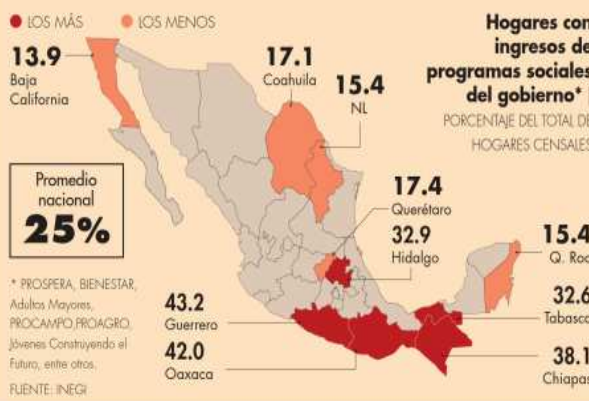 LOS MÁS
LOS MENOS
Hogares con
ingresos de
programas sociales
del gobierno*
PORCENTAJE DEL TOTAL DE
HOGARES CENSALES
13.9
Baja
California
17.1
Coahuila
15.4
NL
Promedio
nacional
25%
17.4
Querétaro
32.9
Hidalgo
15.4
Q. Roo
32.6
Tabasco
38.1
Chiapas
43.2
Guerrero
42.0
Oaxaca
* PROSPERA, BIENESTAR,
Adultos Mayores,
PROCAMPO,PROAGRO,
Jóvenes Construyendo el
Futuro, entre otros.
FUENTE: INEGI